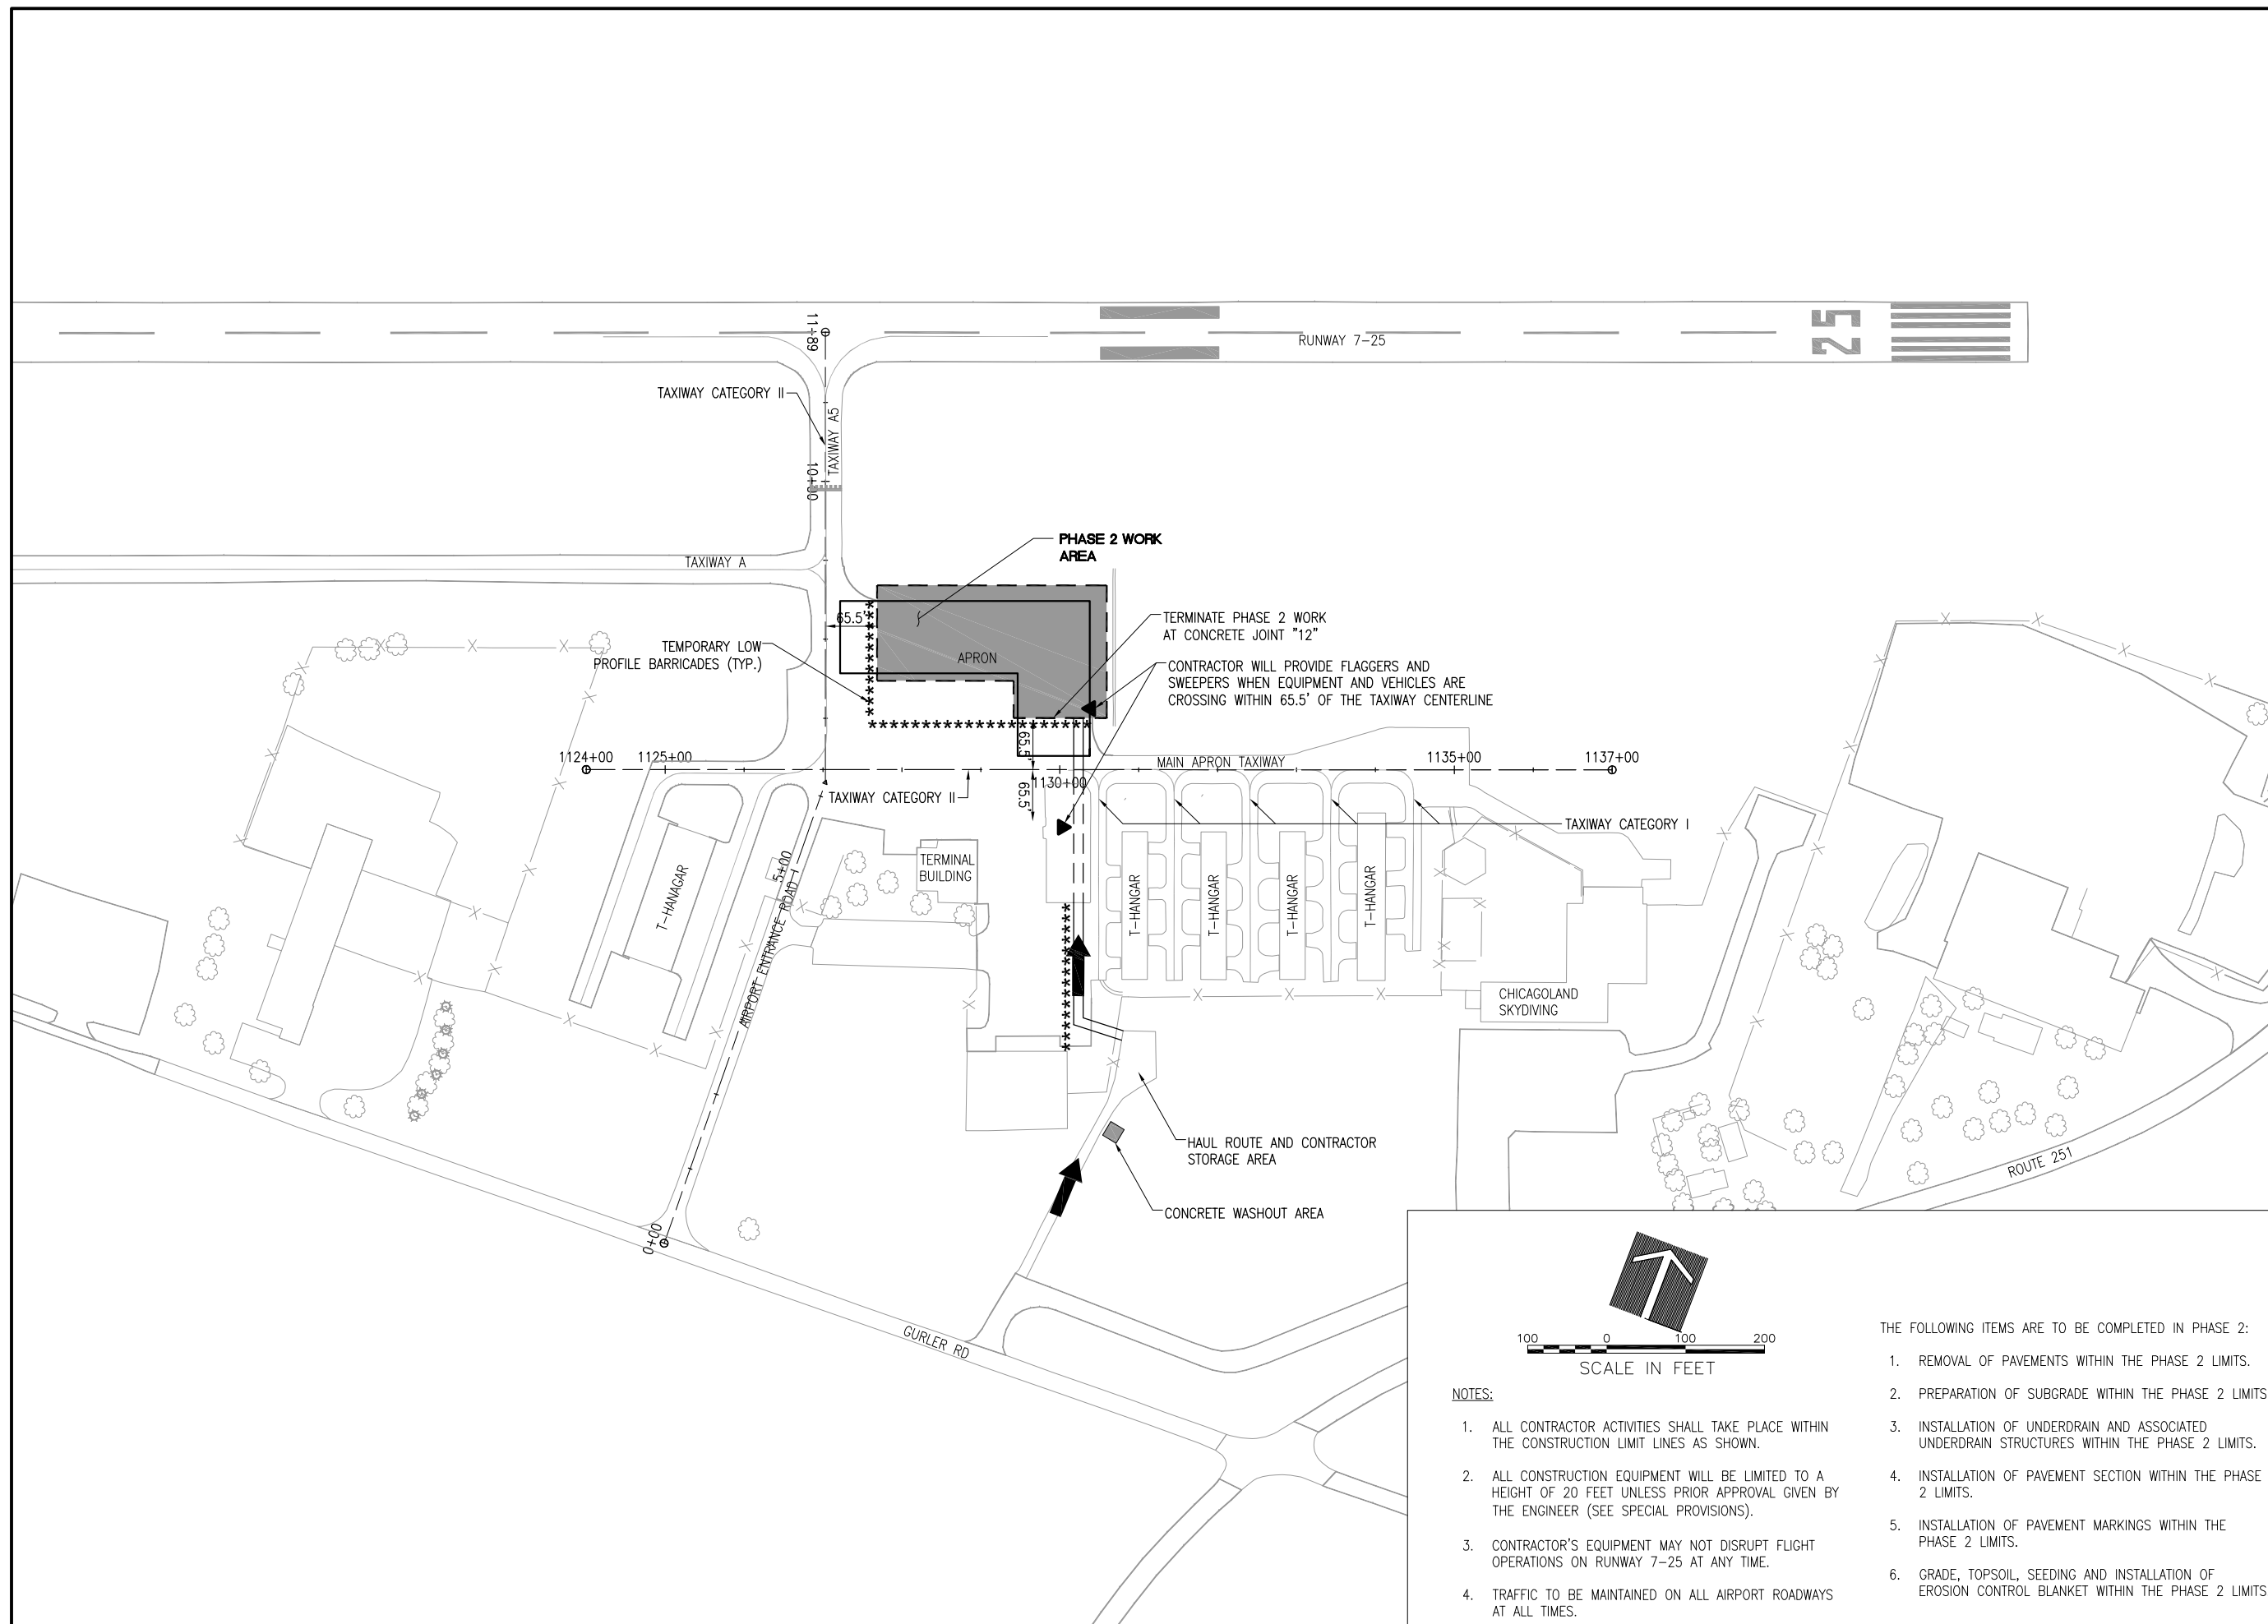 RUNWAY 7-25
25
11+89
TAXIWAY CATEGORY II
TAXIWAY A5
10+00
PHASE 2 WORK
AREA
TAXIWAY A
65.5'
TERMINATE PHASE 2 WORK
AT CONCRETE JOINT "12"
TEMPORARY LOW
PROFILE BARRICADES (TYP.)
APRON
CONTRACTOR WILL PROVIDE FLAGGERS AND
SWEEPERS WHEN EQUIPMENT AND VEHICLES ARE
CROSSING WITHIN 65.5' OF THE TAXIWAY CENTERLINE
65.5'
1124+00
1125+00
1130+00
MAIN APRON TAXIWAY
1135+00
1137+00
65.5'
TAXIWAY CATEGORY II
TAXIWAY CATEGORY I
T-HANAGAR
5+00
AIRPORT ENTRANCE ROAD
TERMINAL
BUILDING
T-HANGAR
T-HANGAR
T-HANGAR
T-HANGAR
CHICAGOLAND
SKYDIVING
HAUL ROUTE AND CONTRACTOR
STORAGE AREA
CONCRETE WASHOUT AREA
ROUTE 251
0+00
GURLER RD
100 0 100 200
SCALE IN FEET
NOTES:
1. ALL CONTRACTOR ACTIVITIES SHALL TAKE PLACE WITHIN
THE CONSTRUCTION LIMIT LINES AS SHOWN.
2. ALL CONSTRUCTION EQUIPMENT WILL BE LIMITED TO A
HEIGHT OF 20 FEET UNLESS PRIOR APPROVAL GIVEN BY
THE ENGINEER (SEE SPECIAL PROVISIONS).
3. CONTRACTOR'S EQUIPMENT MAY NOT DISRUPT FLIGHT
OPERATIONS ON RUNWAY 7-25 AT ANY TIME.
4. TRAFFIC TO BE MAINTAINED ON ALL AIRPORT ROADWAYS
AT ALL TIMES.
THE FOLLOWING ITEMS ARE TO BE COMPLETED IN PHASE 2:
1. REMOVAL OF PAVEMENTS WITHIN THE PHASE 2 LIMITS.
2. PREPARATION OF SUBGRADE WITHIN THE PHASE 2 LIMITS
3. INSTALLATION OF UNDERDRAIN AND ASSOCIATED
UNDERDRAIN STRUCTURES WITHIN THE PHASE 2 LIMITS.
4. INSTALLATION OF PAVEMENT SECTION WITHIN THE PHASE
2 LIMITS.
5. INSTALLATION OF PAVEMENT MARKINGS WITHIN THE
PHASE 2 LIMITS.
6. GRADE, TOPSOIL, SEEDING AND INSTALLATION OF
EROSION CONTROL BLANKET WITHIN THE PHASE 2 LIMITS